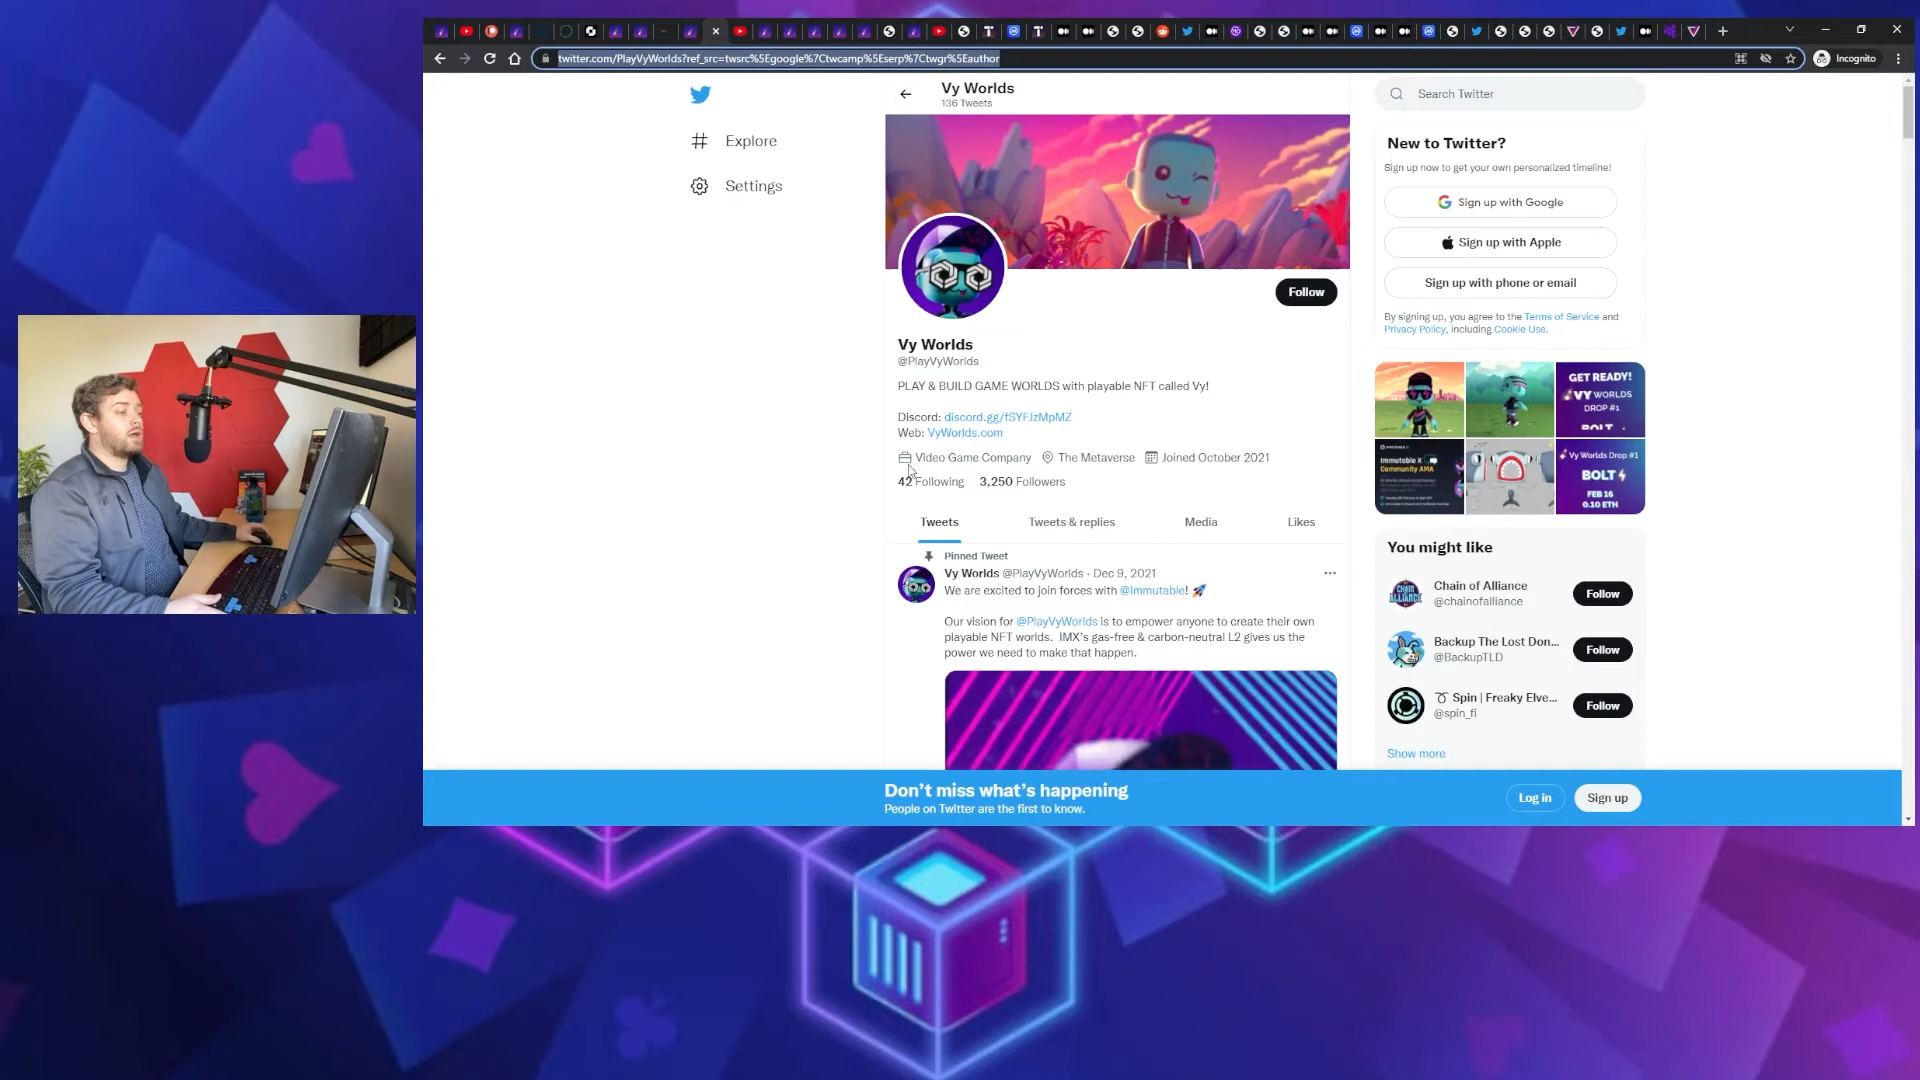 twitter.com/PlayVyWorlds?ref_src=twsrc%5Egoogle%7Ctwcamp%5Eserp%7Ctwgr%5Eauthor
Incognito
Explore
Settings
Vy Worlds
136 Tweets
Follow
Vy Worlds
@PlayVyWorlds
PLAY & BUILD GAME WORLDS with playable NFT called Vy!
Discord: discord.gg/fSYFJzMpMZ
Web: VyWorlds.com
Video Game Company The Metaverse Joined October 2021
42 Following 3,250 Followers
Tweets Tweets & replies Media Likes
Pinned Tweet
Vy Worlds @PlayVyWorlds · Dec 9, 2021
We are excited to join forces with @Immutable! 🚀
Our vision for @PlayVyWorlds is to empower anyone to create their own
playable NFT worlds. IMX's gas-free & carbon-neutral L2 gives us the
power we need to make that happen.
Search Twitter
New to Twitter?
Sign up now to get your own personalized timeline!
Sign up with Google
Sign up with Apple
Sign up with phone or email
By signing up, you agree to the Terms of Service and
Privacy Policy, including Cookie Use.
GET READY!
VY WORLDS
DROP #1
BOLT
Immutable X
Community AMA
Vy Worlds Drop #1
BOLT
FEB 16
0.10 ETH
You might like
Chain of Alliance
@chainofalliance
Follow
Backup The Lost Don...
@BackupTLD
Follow
Spin | Freaky Elve...
@spin_fi
Follow
Show more
Don't miss what's happening
People on Twitter are the first to know.
Log in
Sign up